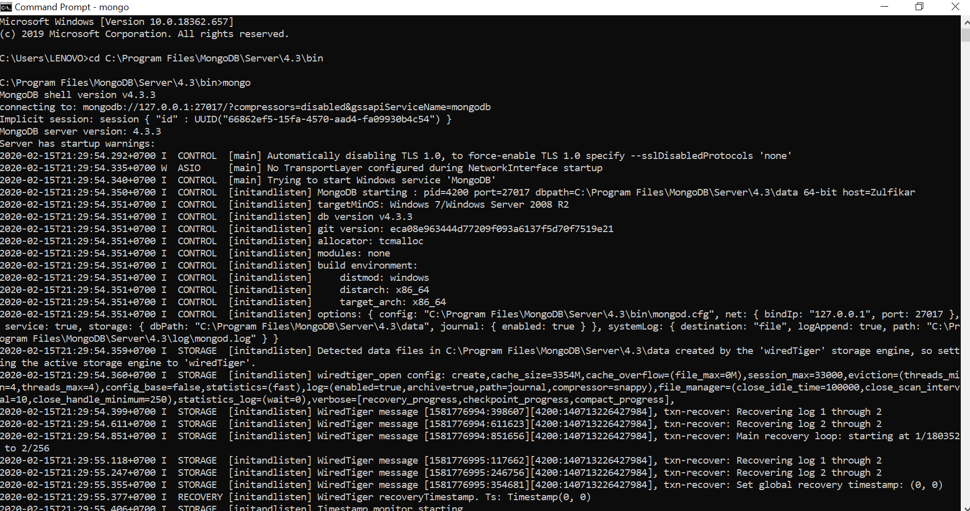 Command Prompt - mongo
Microsoft Windows [Version 10.0.18362.657]
(c) 2019 Microsoft Corporation. All rights reserved.
C:\Users\LENOVO>cd C:\Program Files\MongoDB\Server\4.3\bin
C:\Program Files\MongoDB\Server\4.3\bin>mongo
MongoDB shell version v4.3.3
connecting to: mongodb://127.0.0.1:27017/?compressors=disabled&gssapiServiceName=mongodb
Implicit session: session { "id" : UUID("66862ef5-15fa-4570-aad4-fa09930b4c54") }
MongoDB server version: 4.3.3
Server has startup warnings:
2020-02-15T21:29:54.292+0700 I  CONTROL  [main] Automatically disabling TLS 1.0, to force-enable TLS 1.0 specify --sslDisabledProtocols 'none'
2020-02-15T21:29:54.335+0700 W  ASIO     [main] No TransportLayer configured during NetworkInterface startup
2020-02-15T21:29:54.340+0700 I  CONTROL  [main] Trying to start Windows service 'MongoDB'
2020-02-15T21:29:54.350+0700 I  CONTROL  [initandlisten] MongoDB starting : pid=4200 port=27017 dbpath=C:\Program Files\MongoDB\Server\4.3\data 64-bit host=Zulfikar
2020-02-15T21:29:54.351+0700 I  CONTROL  [initandlisten] targetMinOS: Windows 7/Windows Server 2008 R2
2020-02-15T21:29:54.351+0700 I  CONTROL  [initandlisten] db version v4.3.3
2020-02-15T21:29:54.351+0700 I  CONTROL  [initandlisten] git version: eca08e963444d77209f093a6137f5d70f7519e21
2020-02-15T21:29:54.351+0700 I  CONTROL  [initandlisten] allocator: tcmalloc
2020-02-15T21:29:54.351+0700 I  CONTROL  [initandlisten] modules: none
2020-02-15T21:29:54.351+0700 I  CONTROL  [initandlisten] build environment:
2020-02-15T21:29:54.351+0700 I  CONTROL  [initandlisten]     distmod: windows
2020-02-15T21:29:54.351+0700 I  CONTROL  [initandlisten]     distarch: x86_64
2020-02-15T21:29:54.351+0700 I  CONTROL  [initandlisten]     target_arch: x86_64
2020-02-15T21:29:54.351+0700 I  CONTROL  [initandlisten] options: { config: "C:\Program Files\MongoDB\Server\4.3\bin\mongod.cfg", net: { bindIp: "127.0.0.1", port: 27017 },
 service: true, storage: { dbPath: "C:\Program Files\MongoDB\Server\4.3\data", journal: { enabled: true } }, systemLog: { destination: "file", logAppend: true, path: "C:\Pr
ogram Files\MongoDB\Server\4.3\log\mongod.log" } }
2020-02-15T21:29:54.359+0700 I  STORAGE  [initandlisten] Detected data files in C:\Program Files\MongoDB\Server\4.3\data created by the 'wiredTiger' storage engine, so sett
ing the active storage engine to 'wiredTiger'.
2020-02-15T21:29:54.360+0700 I  STORAGE  [initandlisten] wiredtiger_open config: create,cache_size=3354M,cache_overflow=(file_max=0M),session_max=33000,eviction=(threads_mi
n=4,threads_max=4),config_base=false,statistics=(fast),log=(enabled=true,archive=true,path=journal,compressor=snappy),file_manager=(close_idle_time=100000,close_scan_interv
al=10,close_handle_minimum=250),statistics_log=(wait=0),verbose=[recovery_progress,checkpoint_progress,compact_progress],
2020-02-15T21:29:54.399+0700 I  STORAGE  [initandlisten] WiredTiger message [1581776994:398607][4200:140713226427984], txn-recover: Recovering log 1 through 2
2020-02-15T21:29:54.611+0700 I  STORAGE  [initandlisten] WiredTiger message [1581776994:611623][4200:140713226427984], txn-recover: Recovering log 2 through 2
2020-02-15T21:29:54.851+0700 I  STORAGE  [initandlisten] WiredTiger message [1581776994:851656][4200:140713226427984], txn-recover: Main recovery loop: starting at 1/180352
 to 2/256
2020-02-15T21:29:55.118+0700 I  STORAGE  [initandlisten] WiredTiger message [1581776995:117662][4200:140713226427984], txn-recover: Recovering log 1 through 2
2020-02-15T21:29:55.247+0700 I  STORAGE  [initandlisten] WiredTiger message [1581776995:246756][4200:140713226427984], txn-recover: Recovering log 2 through 2
2020-02-15T21:29:55.355+0700 I  STORAGE  [initandlisten] WiredTiger message [1581776995:354681][4200:140713226427984], txn-recover: Set global recovery timestamp: (0, 0)
2020-02-15T21:29:55.377+0700 I  RECOVERY [initandlisten] WiredTiger recoveryTimestamp. Ts: Timestamp(0, 0)
2020-02-15T21:29:55.406+0700 I  STORAGE  [initandlisten] Timestamp monitor starting